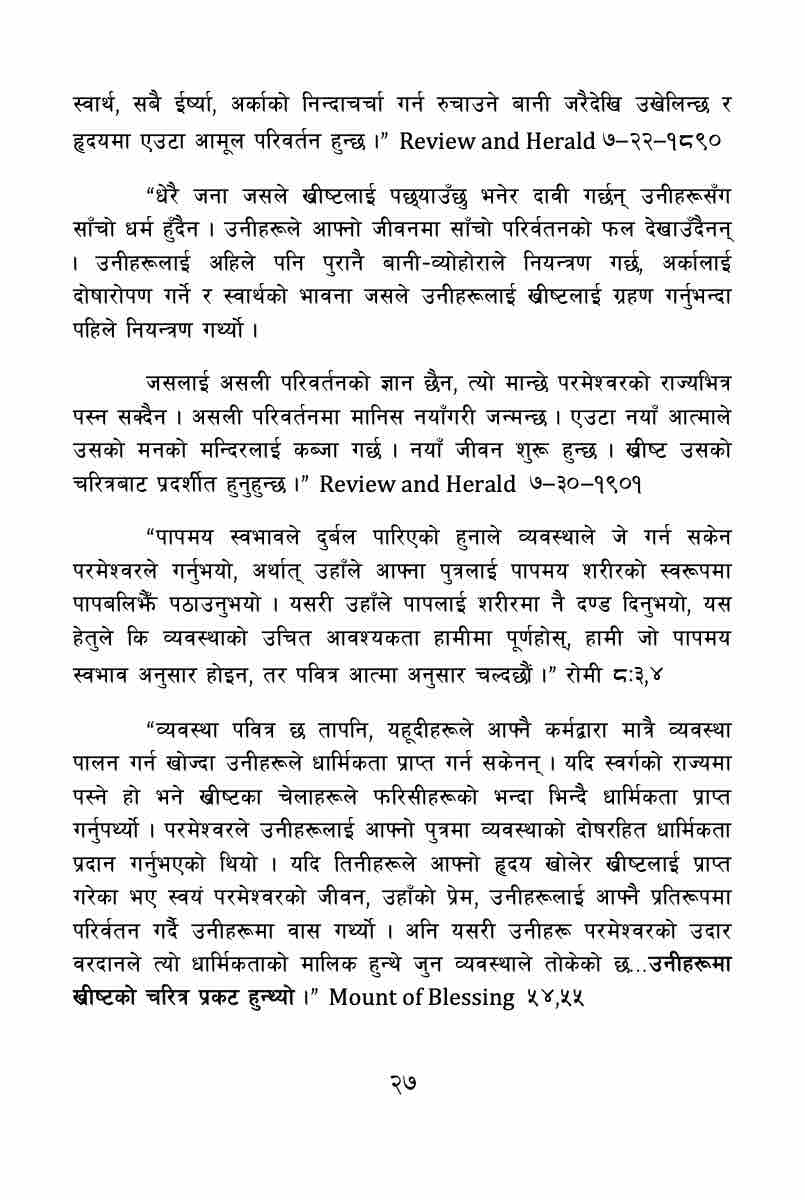 स्वार्थ, सबै ईर्ष्या, अर्काको निन्दाचर्चा गर्न रुचाउने बानी जरैदेखि उखेलिन्छ र
हृदयमा एउटा आमूल परिवर्तन हुन्छ ।” Review and Herald ७–२२–१८९०
“धेरै जना जसले ख्रीष्टलाई पछ्याउँछु भनेर दावी गर्छन् उनीहरूसँग
साँचो धर्म हुँदैन । उनीहरूले आफ्नो जीवनमा साँचो परिर्वतनको फल देखाउँदैनन्
। उनीहरूलाई अहिले पनि पुरानै बानी-व्योहोराले नियन्त्रण गर्छ, अर्कालाई
दोषारोपण गर्ने र स्वार्थको भावना जसले उनीहरूलाई ख्रीष्टलाई ग्रहण गर्नुभन्दा
पहिले नियन्त्रण गर्थ्यो ।
जसलाई असली परिवर्तनको ज्ञान छैन, त्यो मान्छे परमेश्वरको राज्यभित्र
पस्न सक्दैन । असली परिवर्तनमा मानिस नयाँगरी जन्मन्छ । एउटा नयाँ आत्माले
उसको मनको मन्दिरलाई कब्जा गर्छ । नयाँ जीवन शुरू हुन्छ । ख्रीष्ट उसको
चरित्रबाट प्रदर्शीत हुनुहुन्छ ।” Review and Herald ७–३०–१९०१
“पापमय स्वभावले दुर्बल पारिएको हुनाले व्यवस्थाले जे गर्न सकेन
परमेश्वरले गर्नुभयो, अर्थात् उहाँले आफ्ना पुत्रलाई पापमय शरीरको स्वरूपमा
पापबलिझैँ पठाउनुभयो । यसरी उहाँले पापलाई शरीरमा नै दण्ड दिनुभयो, यस
हेतुले कि व्यवस्थाको उचित आवश्यकता हामीमा पूर्णहोस्, हामी जो पापमय
स्वभाव अनुसार होइन, तर पवित्र आत्मा अनुसार चल्दछौं ।” रोमी ८:३,४
“व्यवस्था पवित्र छ तापनि, यहूदीहरूले आफ्नै कर्मद्वारा मात्रै व्यवस्था
पालन गर्न खोज्दा उनीहरूले धार्मिकता प्राप्त गर्न सकेनन् । यदि स्वर्गको राज्यमा
पस्ने हो भने ख्रीष्टका चेलाहरूले फरिसीहरूको भन्दा भिन्दै धार्मिकता प्राप्त
गर्नुपर्थ्यो । परमेश्वरले उनीहरूलाई आफ्नो पुत्रमा व्यवस्थाको दोषरहित धार्मिकता
प्रदान गर्नुभएको थियो । यदि तिनीहरूले आफ्नो हृदय खोलेर ख्रीष्टलाई प्राप्त
गरेका भए स्वयं परमेश्वरको जीवन, उहाँको प्रेम, उनीहरूलाई आफ्नै प्रतिरूपमा
परिर्वतन गर्दै उनीहरूमा वास गर्थ्यो । अनि यसरी उनीहरू परमेश्वरको उदार
वरदानले त्यो धार्मिकताको मालिक हुन्थे जुन व्यवस्थाले तोकेको छ...उनीहरूमा
ख्रीष्टको चरित्र प्रकट हुन्थ्यो ।” Mount of Blessing ५४,५५
२७